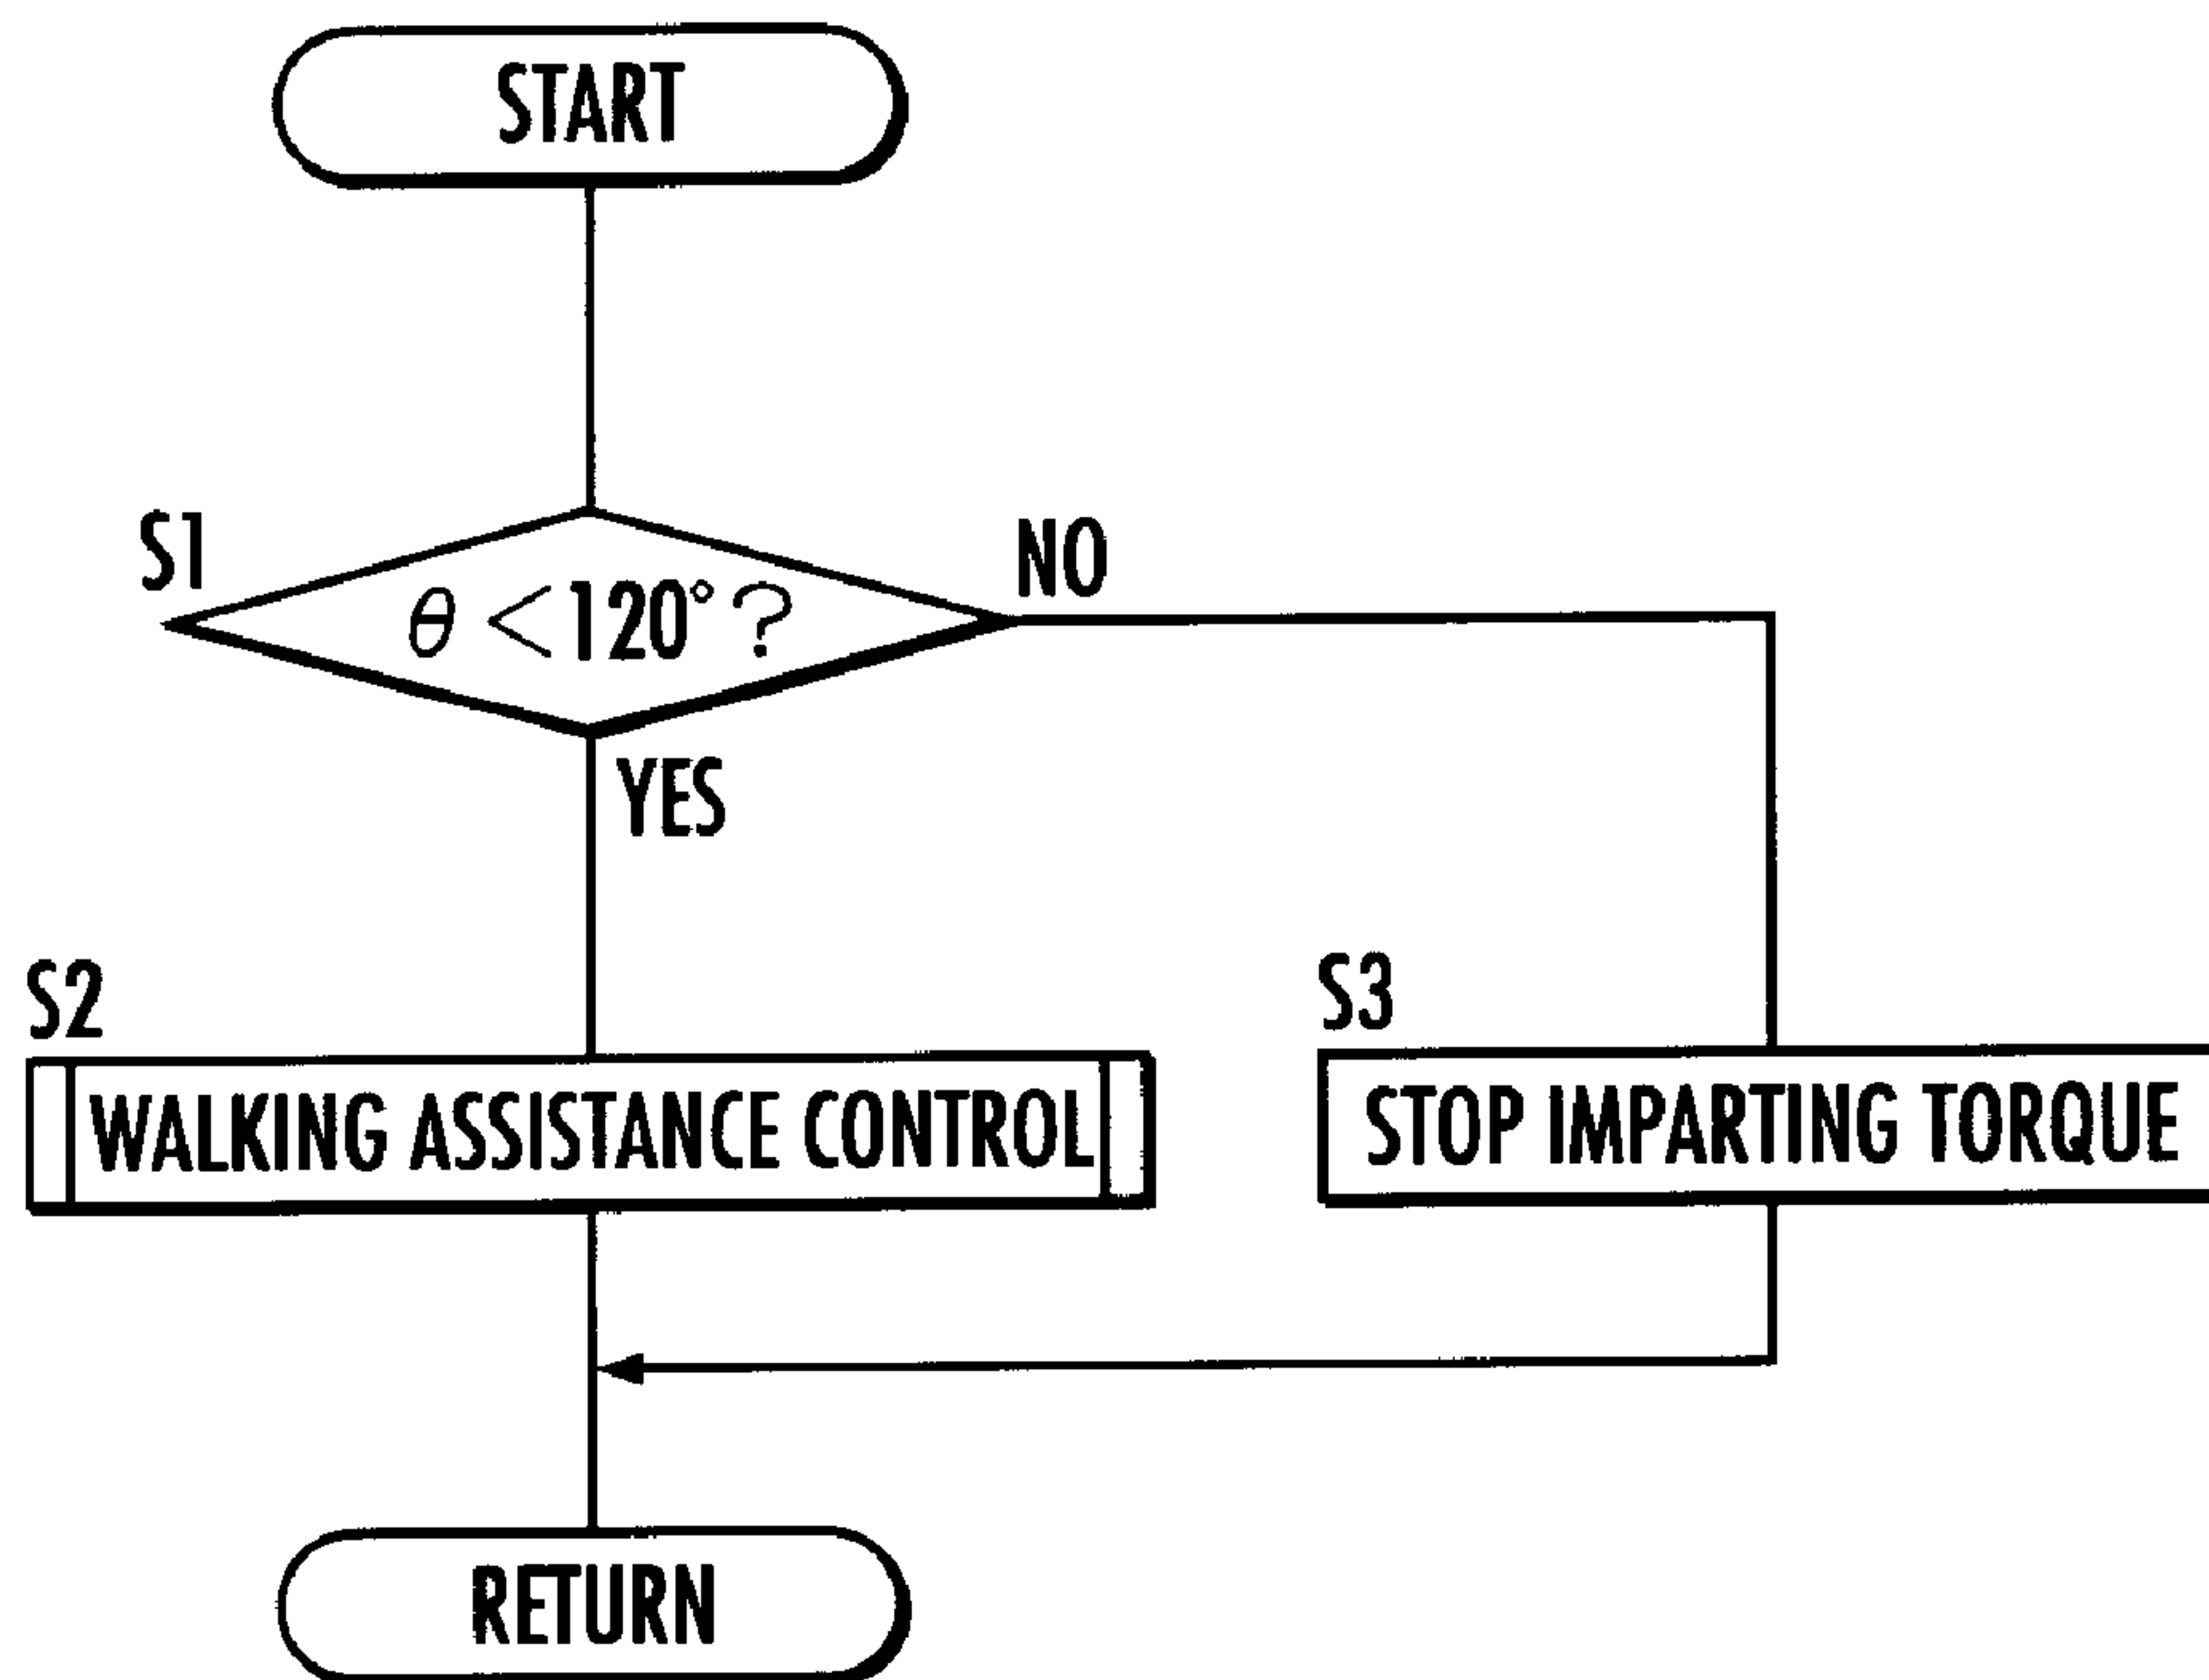 START
S1
θ <120°?
NO
YES
S2
WALKING ASSISTANCE CONTROL
S3
STOP IMPARTING TORQUE
RETURN